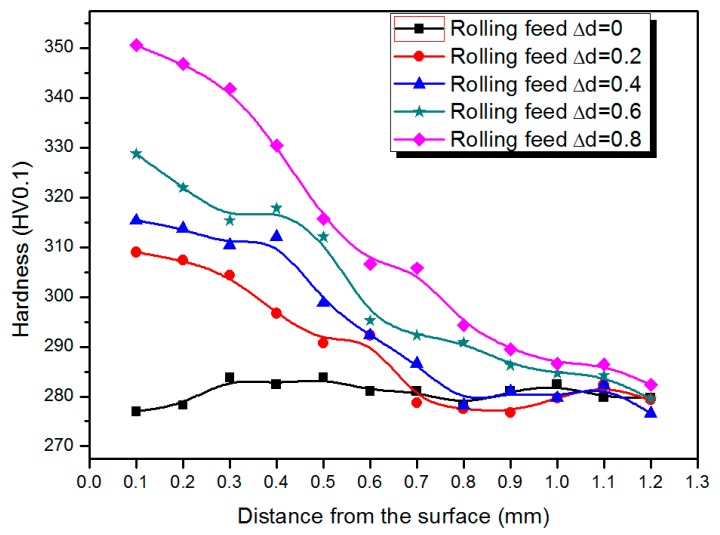 Rolling feed Δd=0
Rolling feed Δd=0.2
Rolling feed Δd=0.4
Rolling feed Δd=0.6
Rolling feed Δd=0.8
Hardness (HV0.1)
350
340
330
320
310
300
290
280
270
0.0 0.1 0.2 0.3 0.4 0.5 0.6 0.7 0.8 0.9 1.0 1.1 1.2 1.3
Distance from the surface (mm)